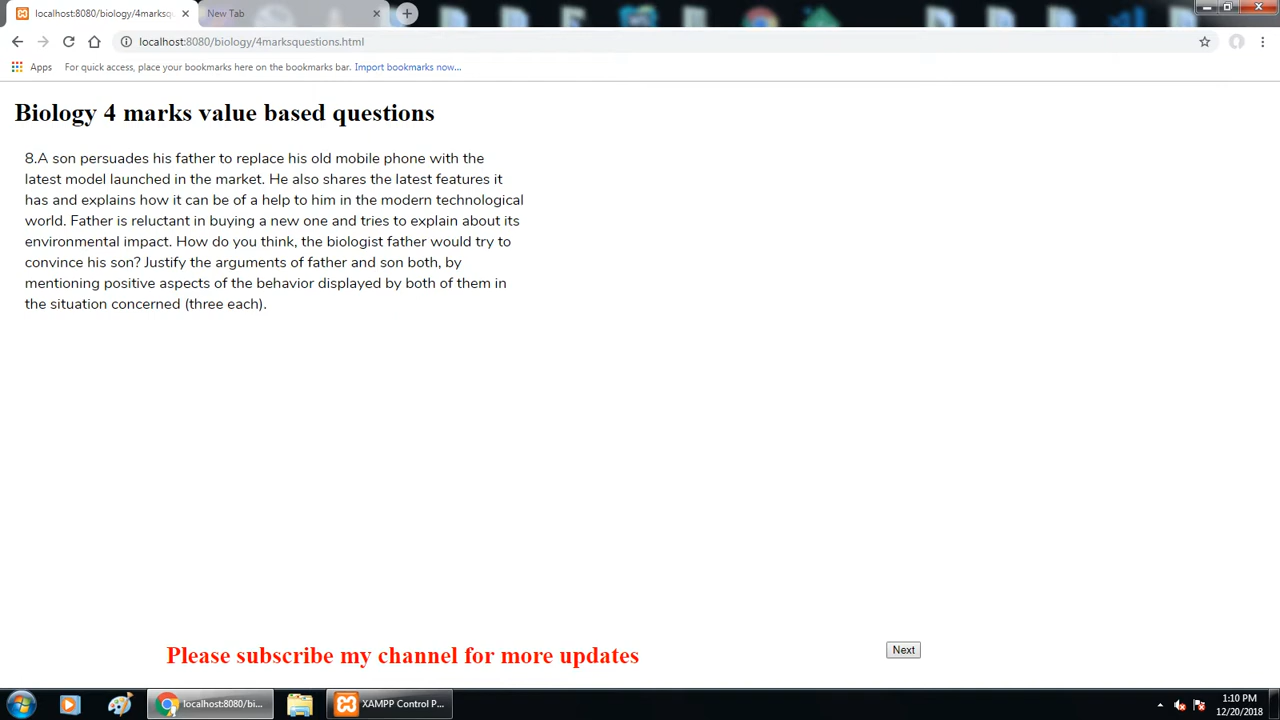 localhost:8080/biology/4marksqu
New Tab
localhost:8080/biology/4marksquestions.html
Apps
For quick access, place your bookmarks here on the bookmarks bar. Import bookmarks now...
Biology 4 marks value based questions
8.A son persuades his father to replace his old mobile phone with the
latest model launched in the market. He also shares the latest features it
has and explains how it can be of a help to him in the modern technological
world. Father is reluctant in buying a new one and tries to explain about its
environmental impact. How do you think, the biologist father would try to
convince his son? Justify the arguments of father and son both, by
mentioning positive aspects of the behavior displayed by both of them in
the situation concerned (three each).
Please subscribe my channel for more updates
Next
localhost:8080/bi...
XAMPP Control P...
1:10 PM
12/20/2018